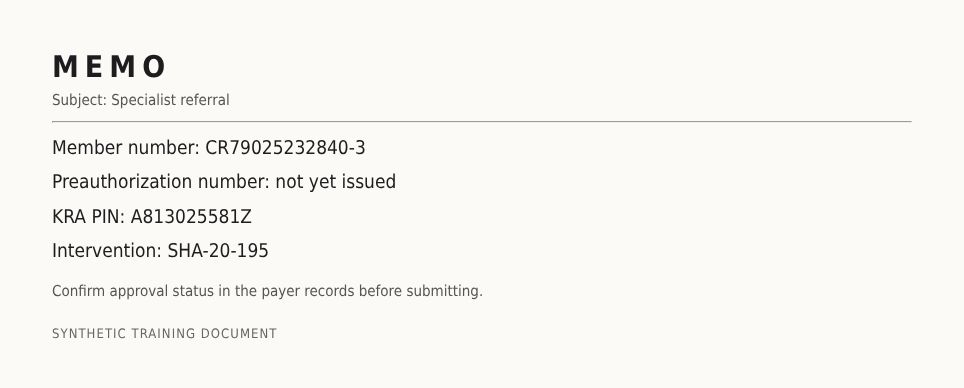 MEMO
Subject: Specialist referral
Member number: CR79025232840-3
Preauthorization number: not yet issued
KRA PIN: A813025581Z
Intervention: SHA-20-195
Confirm approval status in the payer records before submitting.
SYNTHETIC TRAINING DOCUMENT